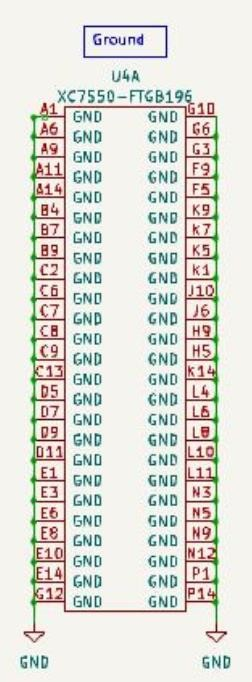 Ground
U4A
XC7S50-FTGB196
A1 GND GND G10
A6 GND GND G6
A9 GND GND G3
A11 GND GND F9
A14 GND GND F5
B4 GND GND K9
B7 GND GND K7
B9 GND GND K5
C2 GND GND K1
C6 GND GND J10
C7 GND GND J6
C8 GND GND H9
C9 GND GND H5
C13 GND GND K14
D5 GND GND L4
D7 GND GND L6
D9 GND GND L8
D11 GND GND L10
E1 GND GND L11
E3 GND GND N3
E6 GND GND N5
E8 GND GND N9
E10 GND GND N12
E14 GND GND P1
G12 GND GND P14
GND GND